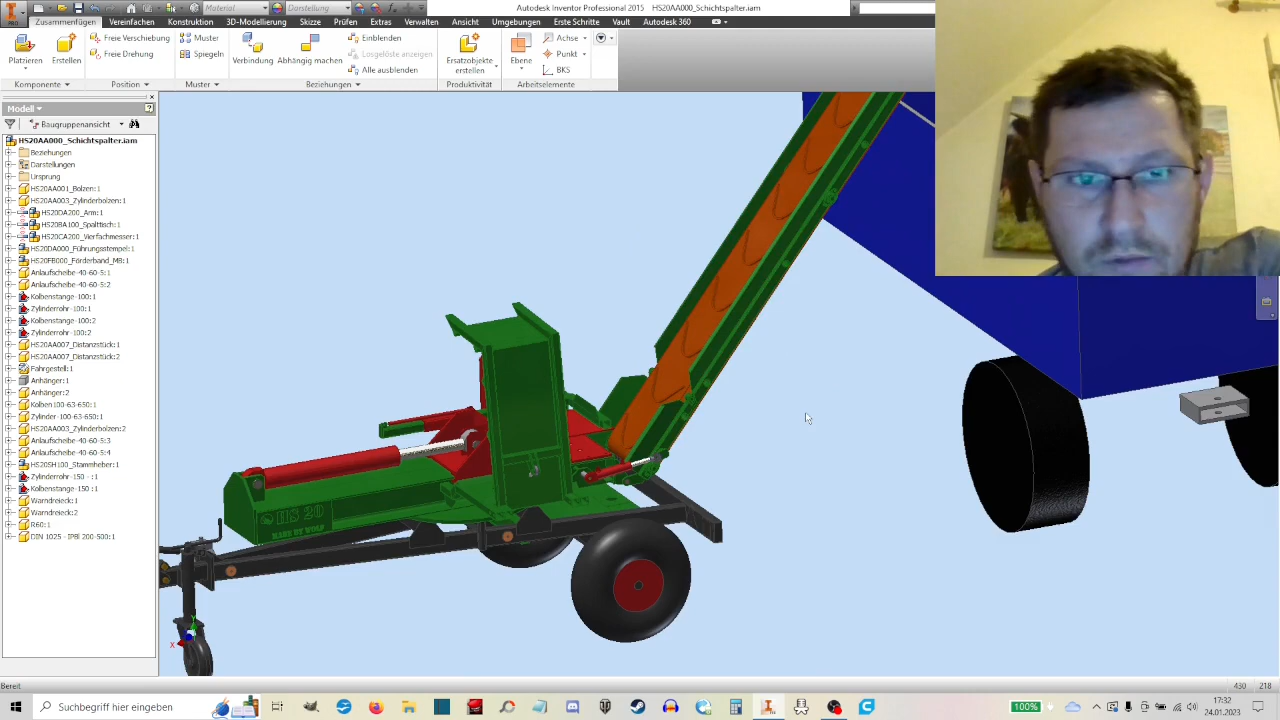 Material
Darstellung
Autodesk Inventor Professional 2015 HS20AA000_Schichtspalter.iam
Zusammenfügen Vereinfachen Konstruktion 3D-Modellierung Skizze Prüfen Extras Verwalten Ansicht Umgebungen Erste Schritte Vault Autodesk 360
Platzieren
Erstellen
Freie Verschiebung
Freie Drehung
Muster
Spiegeln
Verbindung
Abhängig machen
Einblenden
Losgelöste anzeigen
Alle ausblenden
Ersatzobjekte
erstellen
Ebene
Achse
Punkt
BKS
Komponente Position Muster Beziehungen Produktivität Arbeitselemente
Modell
Baugruppenansicht
HS20AA000_Schichtspalter.iam
Beziehungen
Darstellungen
Ursprung
HS20AA001_Bolzen:1
HS20AA003_Zylinderbolzen:1
HS20DA200_Arm:1
HS20BA100_Spalttisch:1
HS20CA200_Vierfachmesser:1
HS20DA000_Führungsstempel:1
HS20FB000_Förderband_MB:1
Anlaufscheibe-40-60-5:1
Anlaufscheibe-40-60-5:2
Kolbenstange-100:1
Zylinderrohr-100:1
Kolbenstange-100:2
Zylinderrohr-100:2
HS20AA007_Distanzstück:1
HS20AA007_Distanzstück:2
Fahrgestell:1
Anhänger:1
Anhänger:2
Kolben 100-63-650:1
Zylinder-100-63-650:1
HS20AA003_Zylinderbolzen:2
Anlaufscheibe-40-60-5:3
Anlaufscheibe-40-60-5:4
HS20SH100_Stammheber:1
Zylinderrohr-150 - :1
Kolbenstange-150 :1
Warndreieck:1
Warndreieck:2
R60:1
DIN 1025 - IPBl 200-500:1
HS 20
MADE BY WOLF
Y
X
Bereit
430 218
Suchbegriff hier eingeben
100%
17:32
24.01.2023